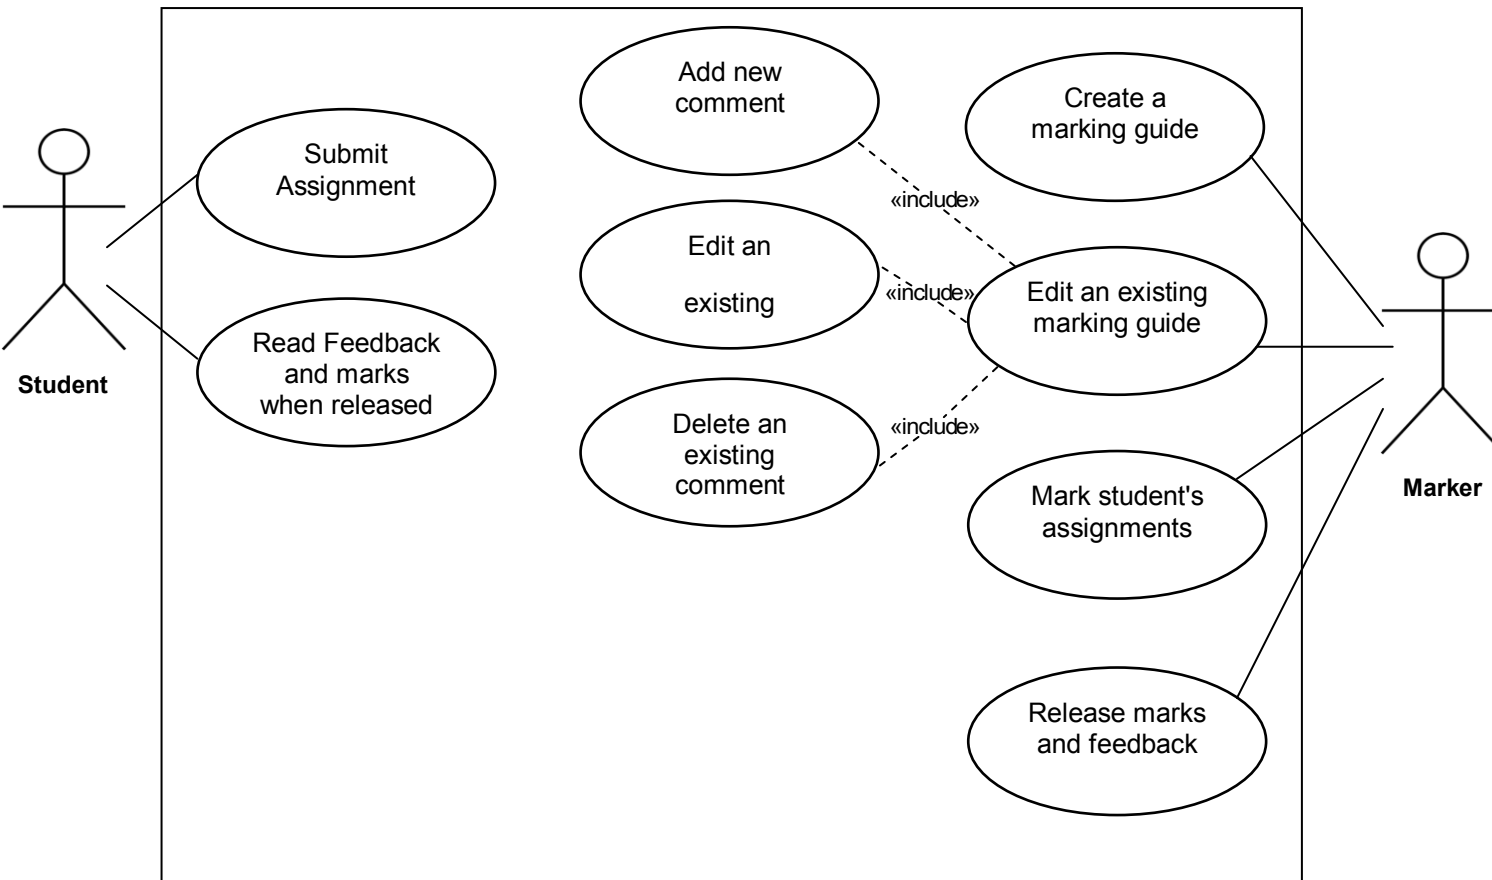 Add new
comment
Create a
marking guide
Submit
Assignment
«include»
Edit an
existing
«include»
Edit an existing
marking guide
Read Feedback
and marks
when released
Student
Delete an
existing
comment
«include»
Mark student's
assignments
Marker
Release marks
and feedback